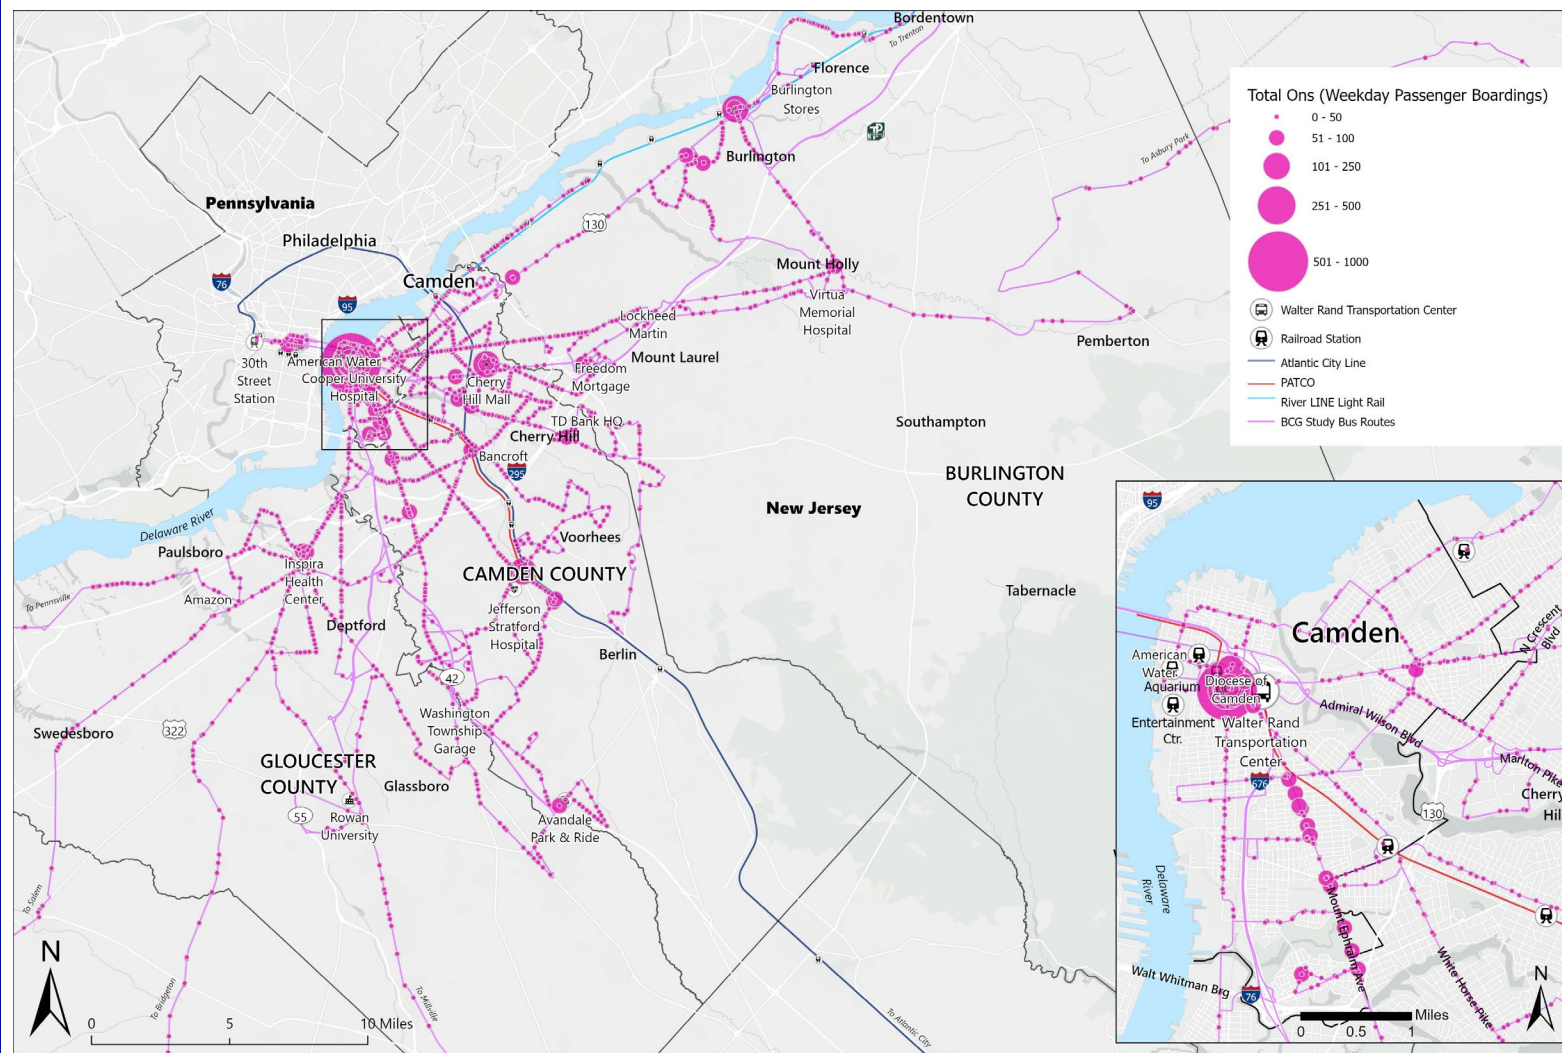 Bordentown
To Trenton
Florence
Burlington
Stores
Total Ons (Weekday Passenger Boardings)
0 - 50
51 - 100
101 - 250
251 - 500
501 - 1000
Walter Rand Transportation Center
Railroad Station
Atlantic City Line
PATCO
River LINE Light Rail
BCG Study Bus Routes
To Asbury Park
Burlington
Pennsylvania
130
Philadelphia
Mount Holly
Camden
76
95
Virtua
Memorial
Hospital
Lockheed
Martin
Pemberton
30th
Street
Station
American Water
Cooper University
Hospital
Mount Laurel
Freedom
Mortgage
Cherry
Hill Mall
TD Bank HQ
Cherry Hill
Southampton
Bancroft
295
BURLINGTON
COUNTY
New Jersey
Delaware River
Paulsboro
Voorhees
Inspira
Health
Center
CAMDEN COUNTY
Tabernacle
To Pennsville
Amazon
Jefferson
Stratford
Hospital
Deptford
Berlin
42
Swedesboro
322
Washington
Township
Garage
GLOUCESTER
COUNTY
Glassboro
55
Rowan
University
Avandale
Park & Ride
To Salem
To Bridgeton
To Millville
To Atlantic City
N
0 5 10 Miles
95
Camden
N Crescent
Blvd
American
Water
Aquarium
Diocese of
Camden
Entertainment
Ctr.
Walter Rand
Transportation
Center
Admiral Wilson Blvd
Marlton Pike
676
Cherry
Hil
130
Delaware
River
Mount Ephraim Ave
White Horse Pike
Walt Whitman Brg
76
N
Miles
0 0.5 1